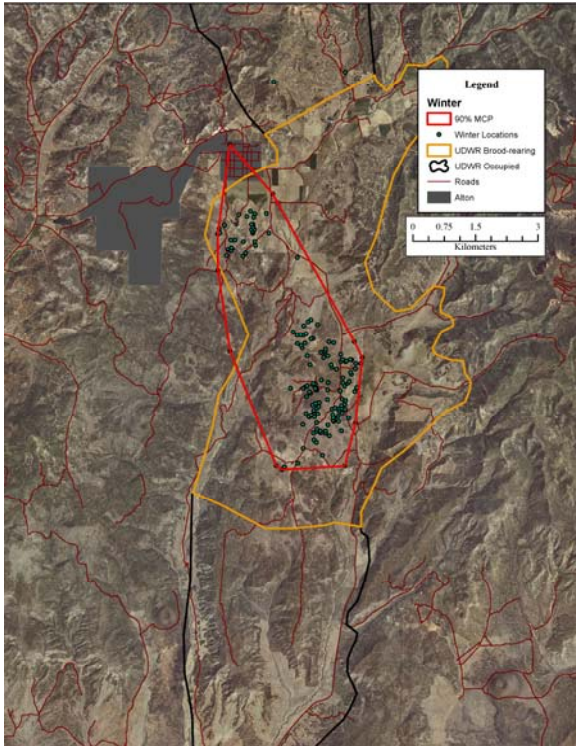 Legend
Winter
90% MCP
Winter Locations
UDWR Brood-rearing
UDWR Occupied
Roads
Alton
0 0.75 1.5 3
Kilometers